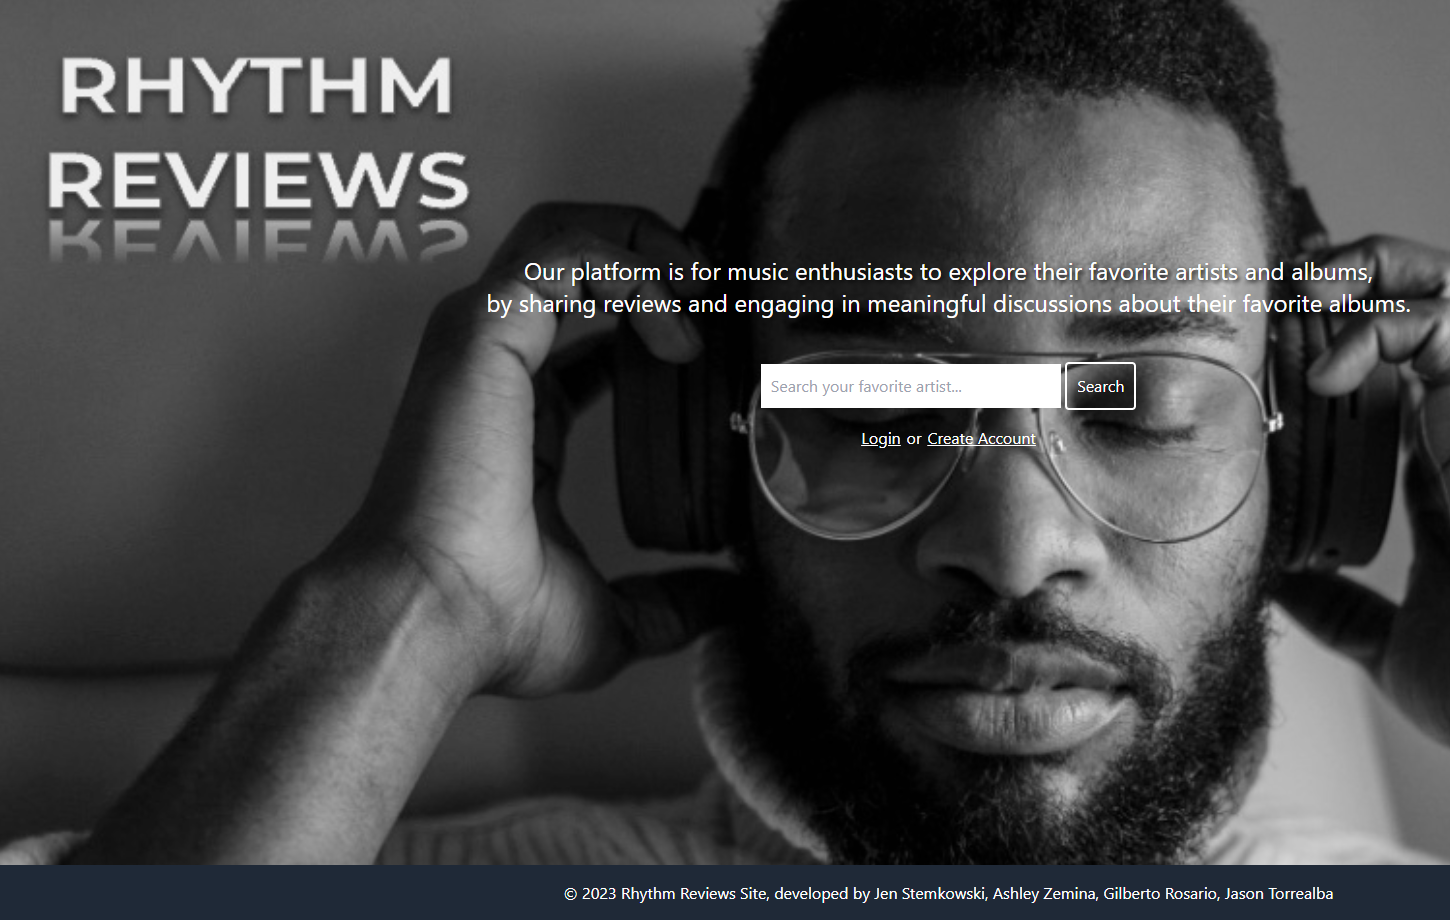 RHYTHM
REVIEWS
Our platform is for music enthusiasts to explore their favorite artists and albums,
by sharing reviews and engaging in meaningful discussions about their favorite albums.
Search your favorite artist...
Search
Login or Create Account
© 2023 Rhythm Reviews Site, developed by Jen Stemkowski, Ashley Zemina, Gilberto Rosario, Jason Torrealba